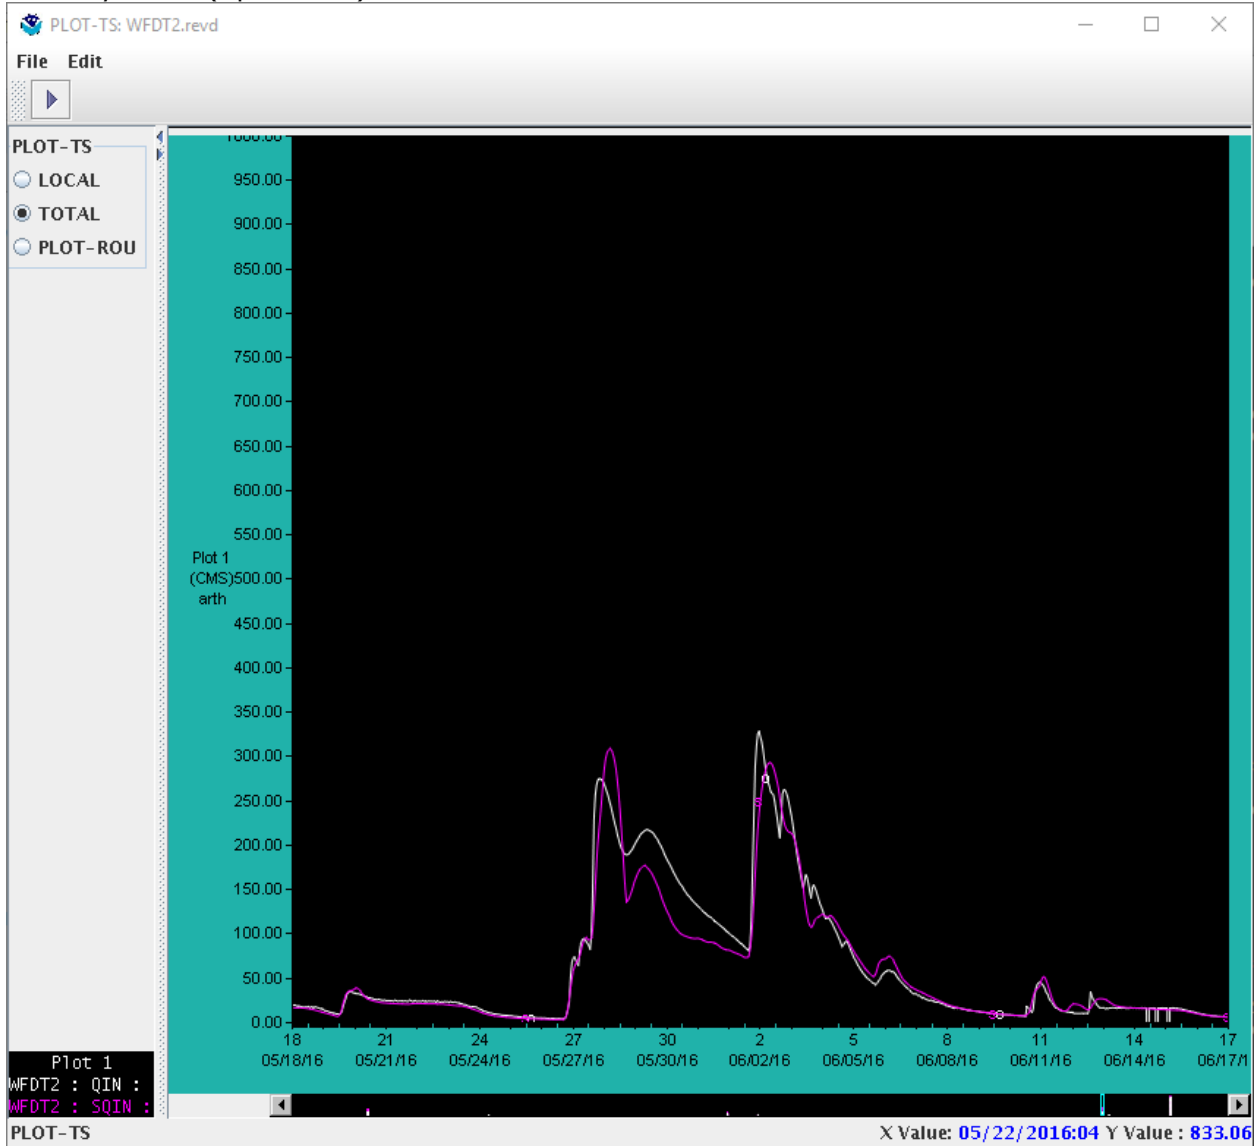 PLOT-TS: WFDT2.revd
File Edit
PLOT-TS
LOCAL
TOTAL
PLOT-ROU
1000.00
950.00
900.00
850.00
800.00
750.00
700.00
650.00
600.00
550.00
Plot 1
(CMS)500.00
arth
450.00
400.00
350.00
300.00
250.00
200.00
150.00
100.00
50.00
0.00
18 21 24 27 30 2 5 8 11 14 17
05/18/16 05/21/16 05/24/16 05/27/16 05/30/16 06/02/16 06/05/16 06/08/16 06/11/16 06/14/16 06/17/1
Plot 1
WFDT2 : QIN :
WFDT2 : SQIN :
PLOT-TS X Value: 05/22/2016:04 Y Value : 833.06